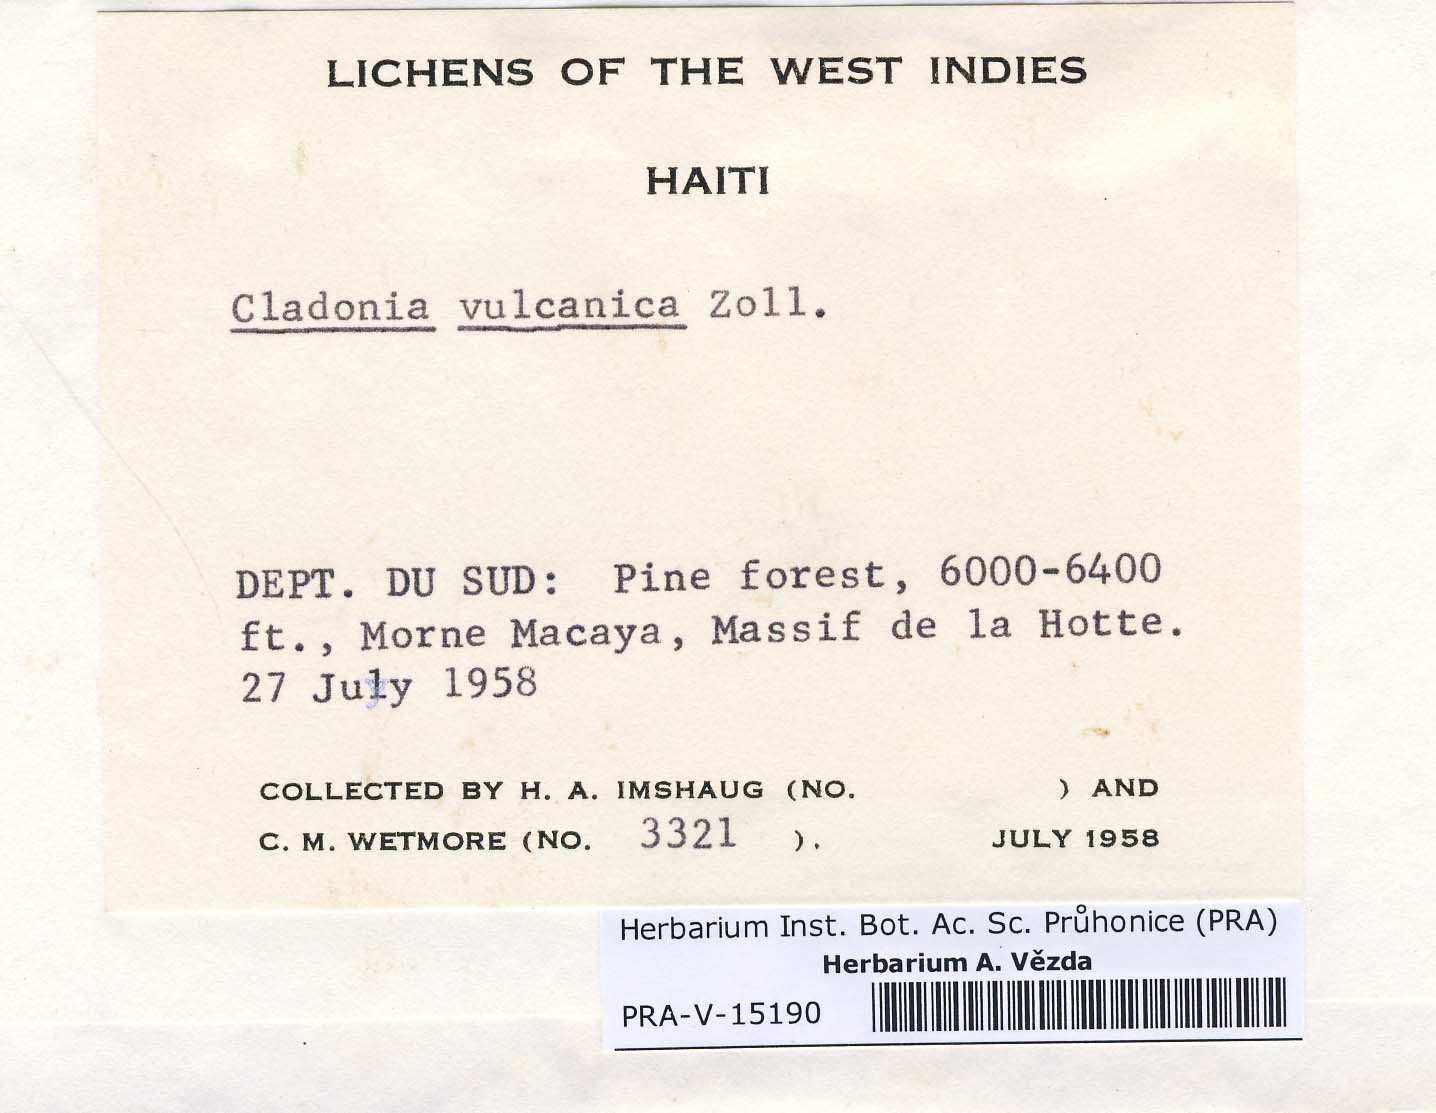 LICHENS OF THE WEST INDIES
HAITI
Cladonia vulcanica Zoll.
DEPT. DU SUD: Pine forest, 6000-6400
ft., Morne Macaya, Massif de la Hotte.
27 July 1958
COLLECTED BY H. A. IMSHAUG (NO. ) AND
C. M. WETMORE (NO. 3321 ). JULY 1958
Herbarium Inst. Bot. Ac. Sc. Průhonice (PRA)
Herbarium A. Vězda
PRA-V-15190